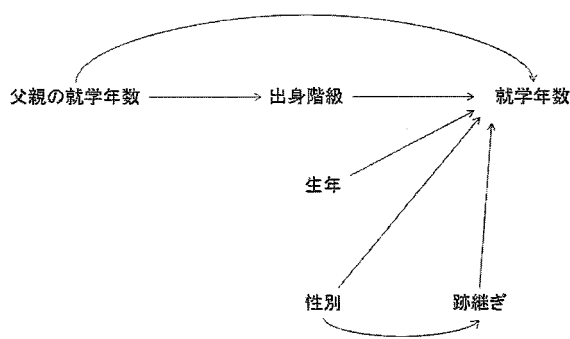 父親の就学年数
出身階級
就学年数
生年
性別
跡継ぎ